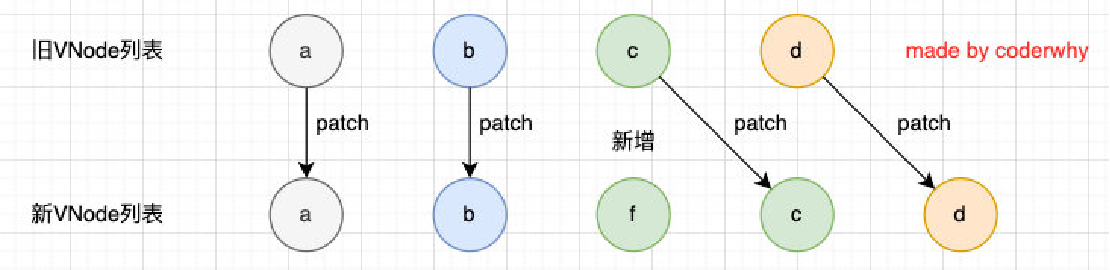 旧VNode列表 a b c d made by coderwhy
patch patch 新增 patch patch
新VNode列表 a b f c d